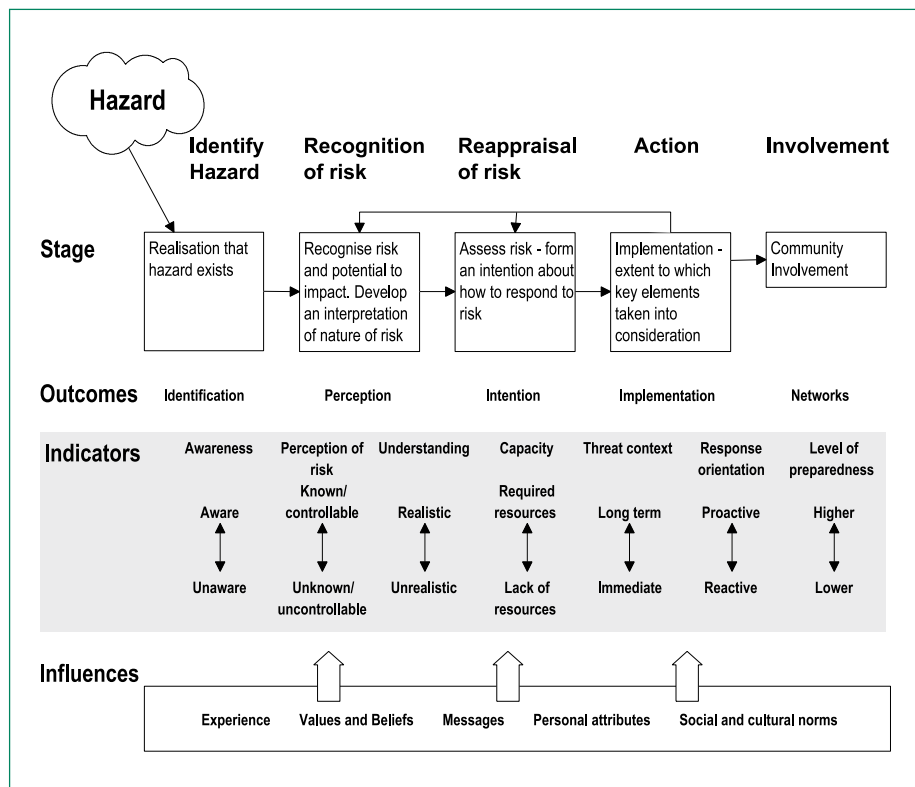 Hazard
Identify
Hazard
Recognition
of risk
Reappraisal
of risk
Action
Involvement
Stage
Realisation that
hazard exists
Recognise risk
and potential to
impact. Develop
an interpretation
of nature of risk
Assess risk - form
an intention about
how to respond to
risk
Implementation -
extent to which
key elements
taken into
consideration
Community
Involvement
Outcomes
Identification
Perception
Intention
Implementation
Networks
Indicators
Awareness
Perception of
risk
Understanding
Capacity
Threat context
Response
orientation
Level of
preparedness
Aware
Known/
controllable
Realistic
Required
resources
Long term
Proactive
Higher
Unaware
Unknown/
uncontrollable
Unrealistic
Lack of
resources
Immediate
Reactive
Lower
Influences
Experience
Values and Beliefs
Messages
Personal attributes
Social and cultural norms